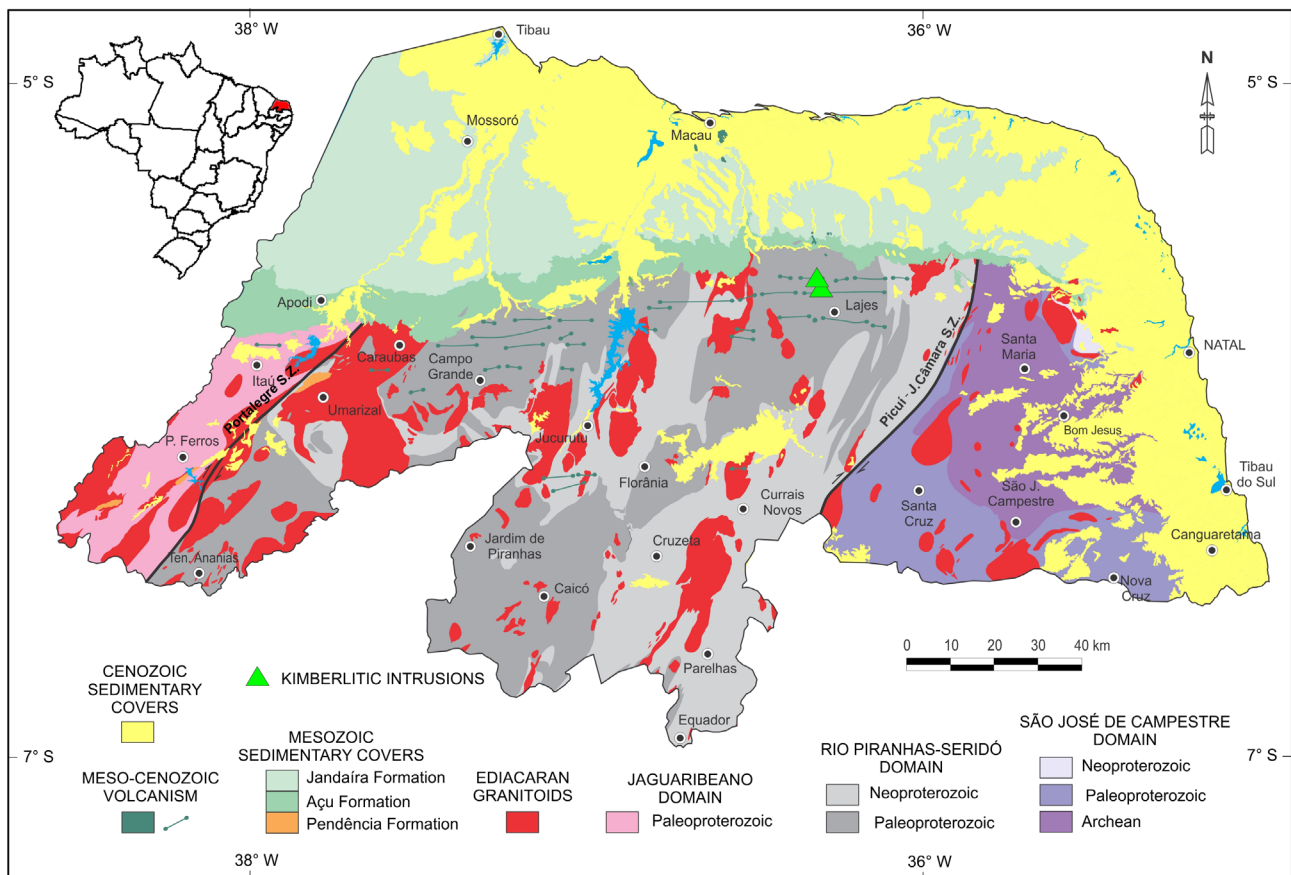 38° W
36° W
Tibau
5° S
5° S
N
Mossoró
Macau
Apodi
Lajes
NATAL
Caraubas
Campo
Grande
Itaú
Portalegre S.Z.
Umarizal
Picuí - J.Câmara S.Z.
Santa
Maria
Bom Jesus
P. Ferros
Jucurutu
Florânia
Currais
Novos
Santa
Cruz
São J.
Campestre
Tibau
do Sul
Canguaretama
Ten. Ananias
Jardim de
Piranhas
Cruzeta
Caicó
Nova
Cruz
Parelhas
Equador
0 10 20 30 40 km
CENOZOIC
SEDIMENTARY
COVERS
KIMBERLITIC INTRUSIONS
MESO-CENOZOIC
VOLCANISM
MESOZOIC
SEDIMENTARY COVERS
Jandaíra Formation
Açu Formation
Pendência Formation
EDIACARAN
GRANITOIDS
JAGUARIBEANO
DOMAIN
Paleoproterozoic
RIO PIRANHAS-SERIDÓ
DOMAIN
Neoproterozoic
Paleoproterozoic
SÃO JOSÉ DE CAMPESTRE
DOMAIN
Neoproterozoic
Paleoproterozoic
Archean
7° S
7° S
38° W
36° W